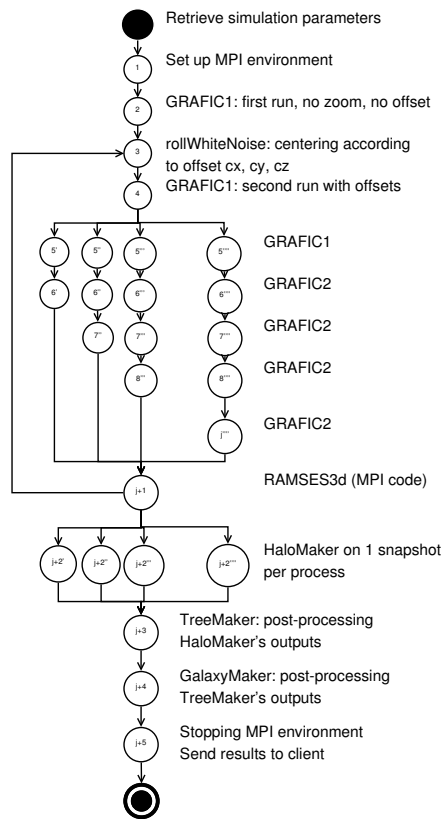 Retrieve simulation parameters
1
Set up MPI environment
2
GRAFIC1: first run, no zoom, no offset
3
rollWhiteNoise: centering according
to offset cx, cy, cz
4
GRAFIC1: second run with offsets
5' 5'' 5''' 5''''
GRAFIC1
6' 6'' 6''' 6''''
GRAFIC2
7'' 7''' 7''''
GRAFIC2
8''' 8''''
GRAFIC2
j''''
GRAFIC2
j+1
RAMSES3d (MPI code)
j+2' j+2'' j+2''' j+2''''
HaloMaker on 1 snapshot
per process
j+3
TreeMaker: post-processing
HaloMaker's outputs
j+4
GalaxyMaker: post-processing
TreeMaker's outputs
j+5
Stopping MPI environment
Send results to client